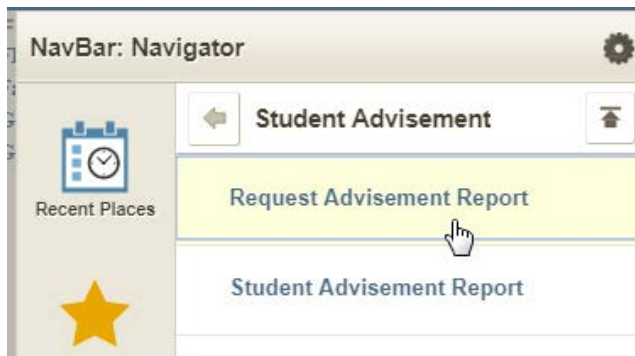 NavBar: Navigator
Student Advisement
Recent Places
Request Advisement Report
Student Advisement Report